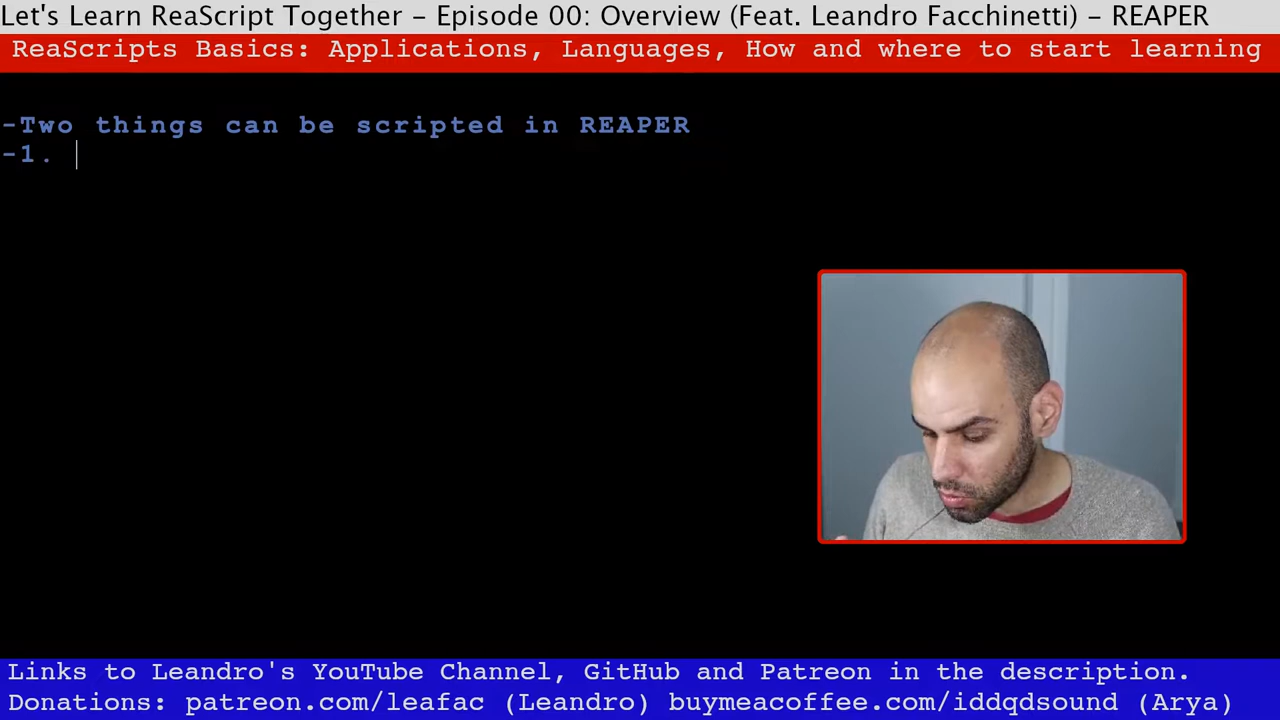 Let's Learn ReaScript Together – Episode 00: Overview (Feat. Leandro Facchinetti) – REAPER
ReaScripts Basics: Applications, Languages, How and where to start learning
-Two things can be scripted in REAPER
-1.
Links to Leandro's YouTube Channel, GitHub and Patreon in the description.
Donations: patreon.com/leafac (Leandro) buymeacoffee.com/iddqdsound (Arya)